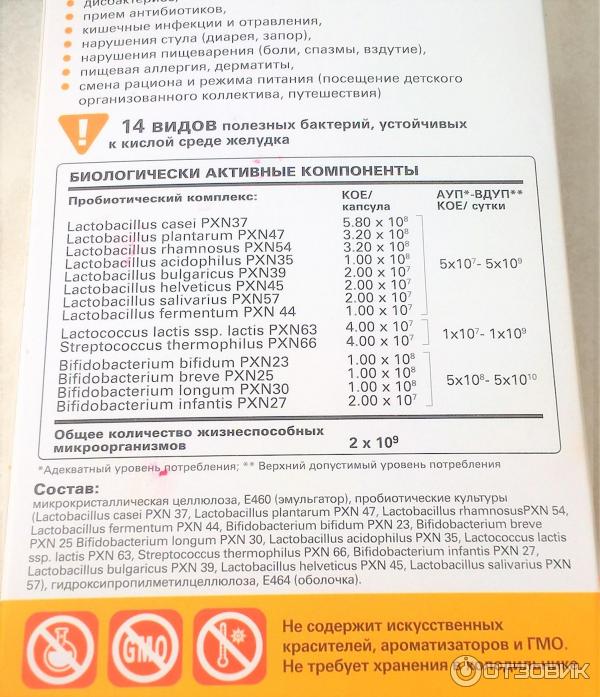 дисбактериоз,
• прием антибиотиков,
• кишечные инфекции и отравления,
• нарушения стула (диарея, запор),
• нарушения пищеварения (боли, спазмы, вздутие),
• пищевая аллергия, дерматиты,
• смена рациона и режима питания (посещение детского
организованного коллектива, путешествия)
! 14 ВИДОВ полезных бактерий, устойчивых
к кислой среде желудка
БИОЛОГИЧЕСКИ АКТИВНЫЕ КОМПОНЕНТЫ
Пробиотический комплекс: КОЕ/ капсула АУП*-ВДУП** КОЕ/ сутки
Lactobacillus casei PXN37 5.80 x 10⁸
Lactobacillus plantarum PXN47 3.20 x 10⁸
Lactobacillus rhamnosus PXN54 3.20 x 10⁸
Lactobacillus acidophilus PXN35 1.00 x 10⁸
Lactobacillus bulgaricus PXN39 2.00 x 10⁷
Lactobacillus helveticus PXN45 2.00 x 10⁷
Lactobacillus salivarius PXN57 2.00 x 10⁷
Lactobacillus fermentum PXN 44 1.00 x 10⁷
5x10⁷- 5x10⁹
Lactococcus lactis ssp. lactis PXN63 4.00 x 10⁷
Streptococcus thermophilus PXN66 4.00 x 10⁷
1x10⁷- 1x10⁹
Bifidobacterium bifidum PXN23 1.00 x 10⁸
Bifidobacterium breve PXN25 1.00 x 10⁸
Bifidobacterium longum PXN30 1.00 x 10⁸
Bifidobacterium infantis PXN27 2.00 x 10⁷
5x10⁸- 5x10¹⁰
Общее количество жизнеспособных
микроорганизмов 2 x 10⁹
*Адекватный уровень потребления; ** Верхний допустимый уровень потребления
Состав:
микрокристаллическая целлюлоза, Е460 (эмульгатор), пробиотические культуры
(Lactobacillus casei PXN 37, Lactobacillus plantarum PXN 47, Lactobacillus rhamnosusPXN 54,
Lactobacillus fermentum PXN 44, Bifidobacterium bifidum PXN 23, Bifidobacterium breve
PXN 25 Bifidobacterium longum PXN 30, Lactobacillus acidophilus PXN 35, Lactococcus lactis
ssp. lactis PXN 63, Streptococcus thermophilus PXN 66, Bifidobacterium infantis PXN 27,
Lactobacillus bulgaricus PXN 39, Lactobacillus helveticus PXN 45, Lactobacillus salivarius PXN
57), гидроксипропилметилцеллюлоза, Е464 (оболочка).
GMO
Не содержит искусственных
красителей, ароматизаторов и ГМО.
Не требует хранения в холодильнике.
ОТЗОВИК